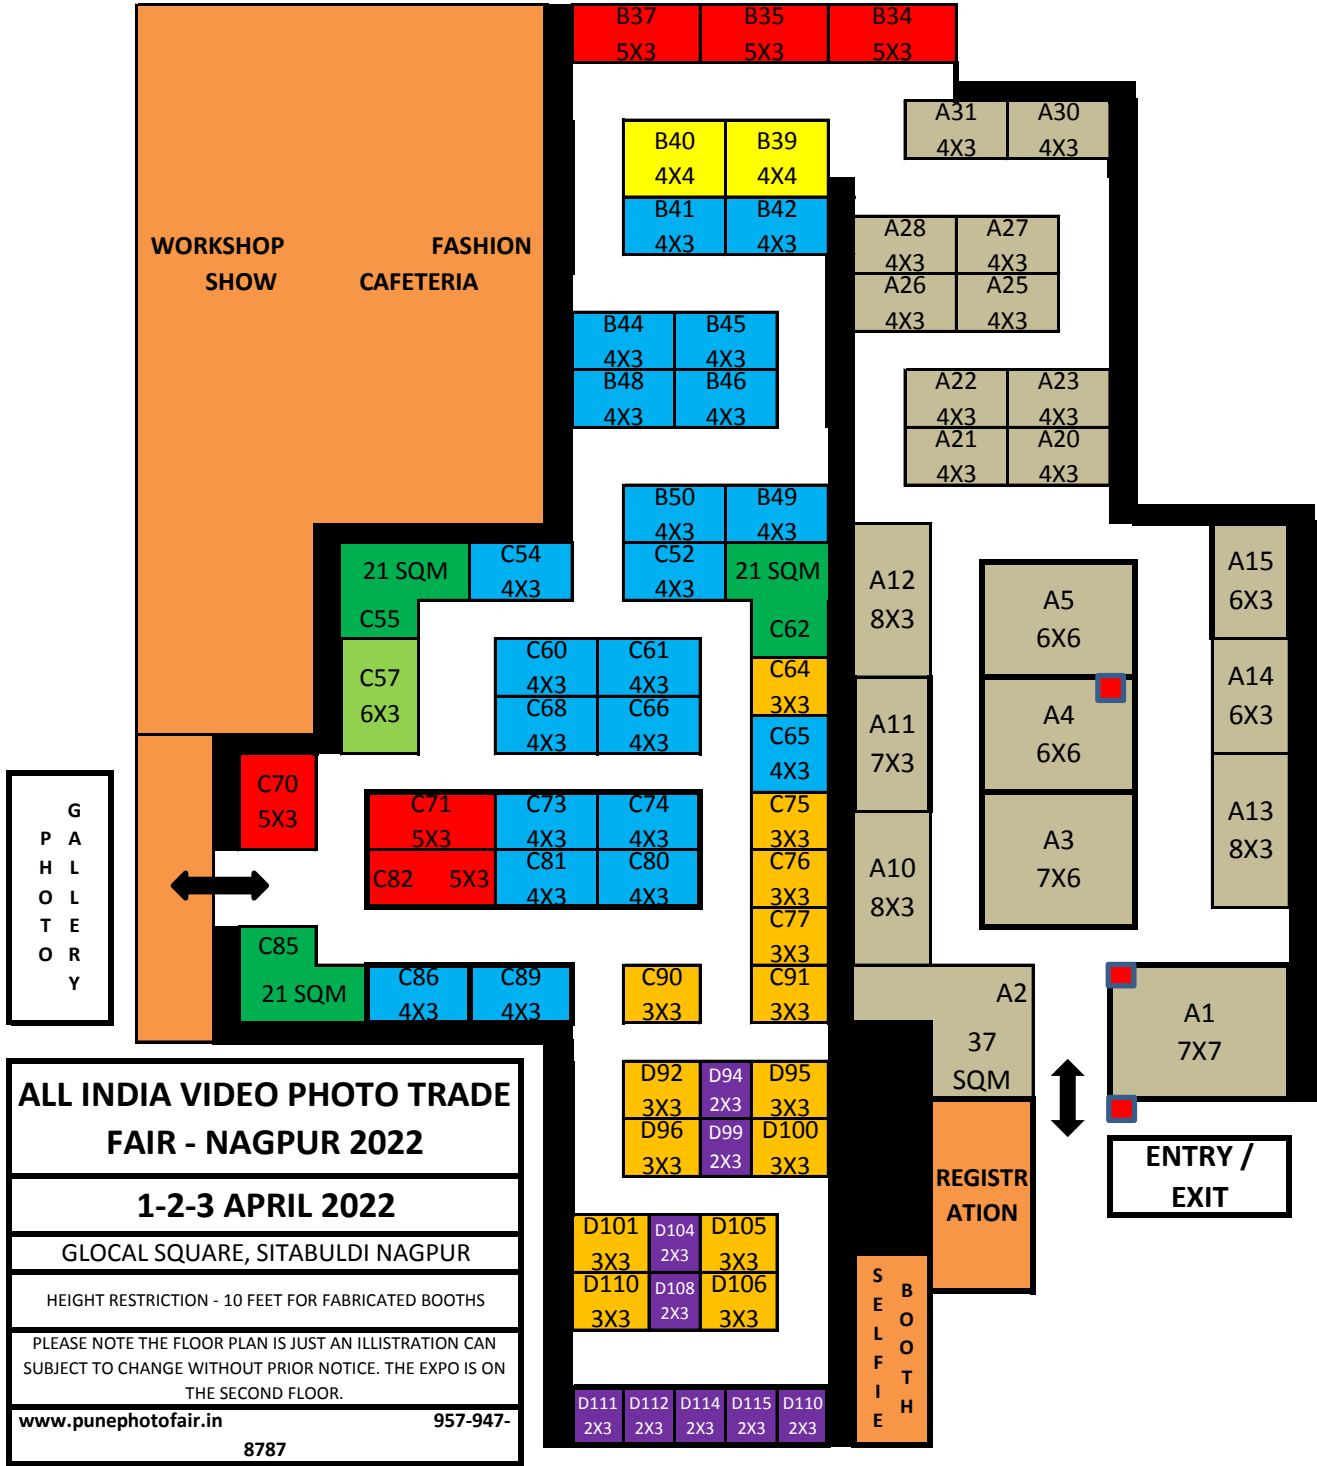 B37 B35 B34
5X3 5X3 5X3
A31 A30
4X3 4X3
B40 B39
4X4 4X4
B41 B42
4X3 4X3
A28 A27
4X3 4X3
A26 A25
4X3 4X3
WORKSHOP FASHION
SHOW CAFETERIA
B44 B45
4X3 4X3
B48 B46
4X3 4X3
A22 A23
4X3 4X3
A21 A20
4X3 4X3
B50 B49
4X3 4X3
C52 21 SQM
4X3
C62
21 SQM
C55
C54
4X3
C57
6X3
C60 C61
4X3 4X3
C68 C66
4X3 4X3
C64
3X3
C65
4X3
A12
8X3
A11
7X3
A10
8X3
A5
6X6
A4
6X6
A3
7X6
A15
6X3
A14
6X3
A13
8X3
C70
5X3
C71 C73 C74
5X3 4X3 4X3
C82 5X3 C81 C80
4X3 4X3
C75
3X3
C76
3X3
C77
3X3
PHOTO
GALLERY
C85
21 SQM
C86 C89
4X3 4X3
C90 C91
3X3 3X3
A2
37
SQM
A1
7X7
D92 D94 D95
3X3 2X3 3X3
D96 D99 D100
3X3 2X3 3X3
REGISTR
ATION
ENTRY /
EXIT
D101 D104 D105
3X3 2X3 3X3
D110 D108 D106
3X3 2X3 3X3
SELFIE
BOOTH
D111 D112 D114 D115 D110
2X3 2X3 2X3 2X3 2X3
ALL INDIA VIDEO PHOTO TRADE
FAIR - NAGPUR 2022
1-2-3 APRIL 2022
GLOCAL SQUARE, SITABULDI NAGPUR
HEIGHT RESTRICTION - 10 FEET FOR FABRICATED BOOTHS
PLEASE NOTE THE FLOOR PLAN IS JUST AN ILLISTRATION CAN
SUBJECT TO CHANGE WITHOUT PRIOR NOTICE. THE EXPO IS ON
THE SECOND FLOOR.
www.punephotofair.in 957-947-
8787